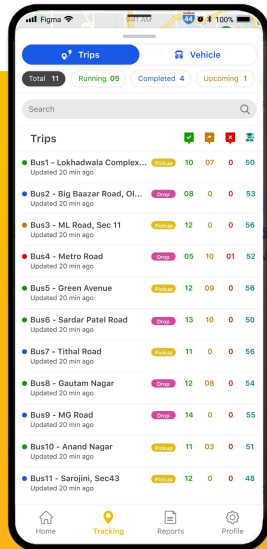 Figma
9:41 AM
44
100%
Trips
Vehicle
Total 11
Running 05
Completed 4
Upcoming 1
Search
Trips
Bus1 - Lokhadwala Complex... Pickup 10 07 0 50
Updated 20 min ago
Bus2 - Big Baazar Road, Ol... Drop 08 0 0 53
Updated 20 min ago
Bus3 - ML Road, Sec 11 Pickup 12 0 0 56
Updated 20 min ago
Bus4 - Metro Road Drop 05 10 01 52
Updated 20 min ago
Bus5 - Green Avenue Pickup 12 09 0 56
Updated 20 min ago
Bus6 - Sardar Patel Road Pickup 13 10 0 50
Updated 20 min ago
Bus7 - Tithal Road Pickup 11 0 0 56
Updated 20 min ago
Bus8 - Gautam Nagar Drop 12 08 0 54
Updated 20 min ago
Bus9 - MG Road Drop 14 0 0 55
Updated 20 min ago
Bus10 - Anand Nagar Pickup 11 03 0 51
Updated 20 min ago
Bus11 - Sarojini, Sec43 Pickup 12 0 0 48
Updated 20 min ago
Home
Tracking
Reports
Profile